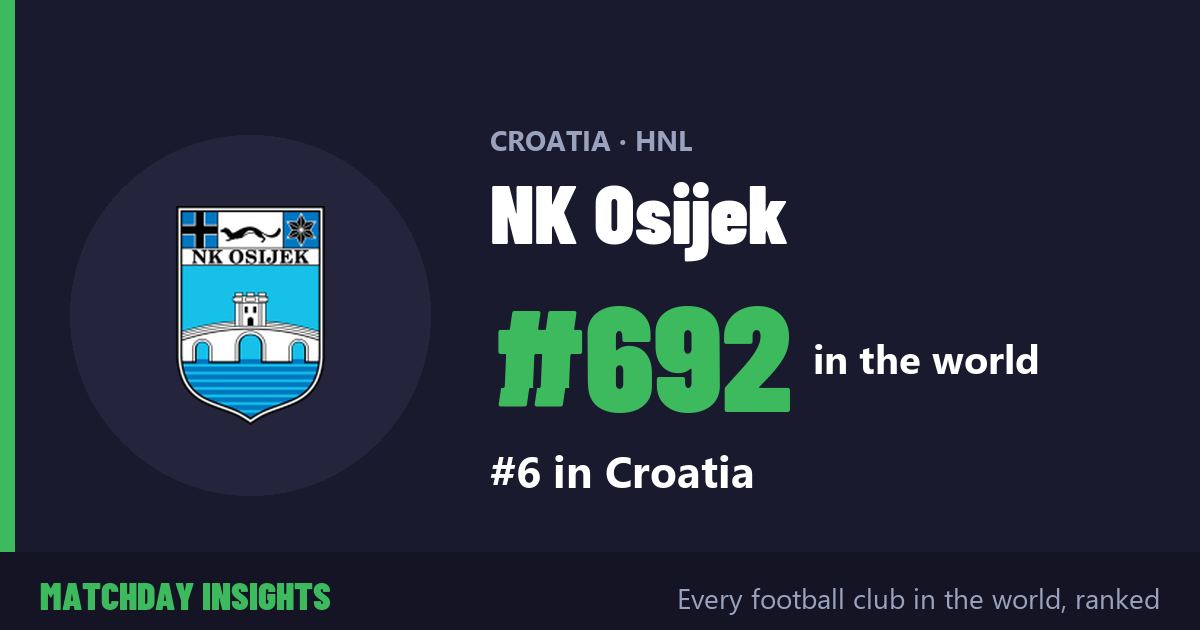 CROATIA · HNL
NK Osijek
NK OSIJEK
#692 in the world
#6 in Croatia
MATCHDAY INSIGHTS
Every football club in the world, ranked